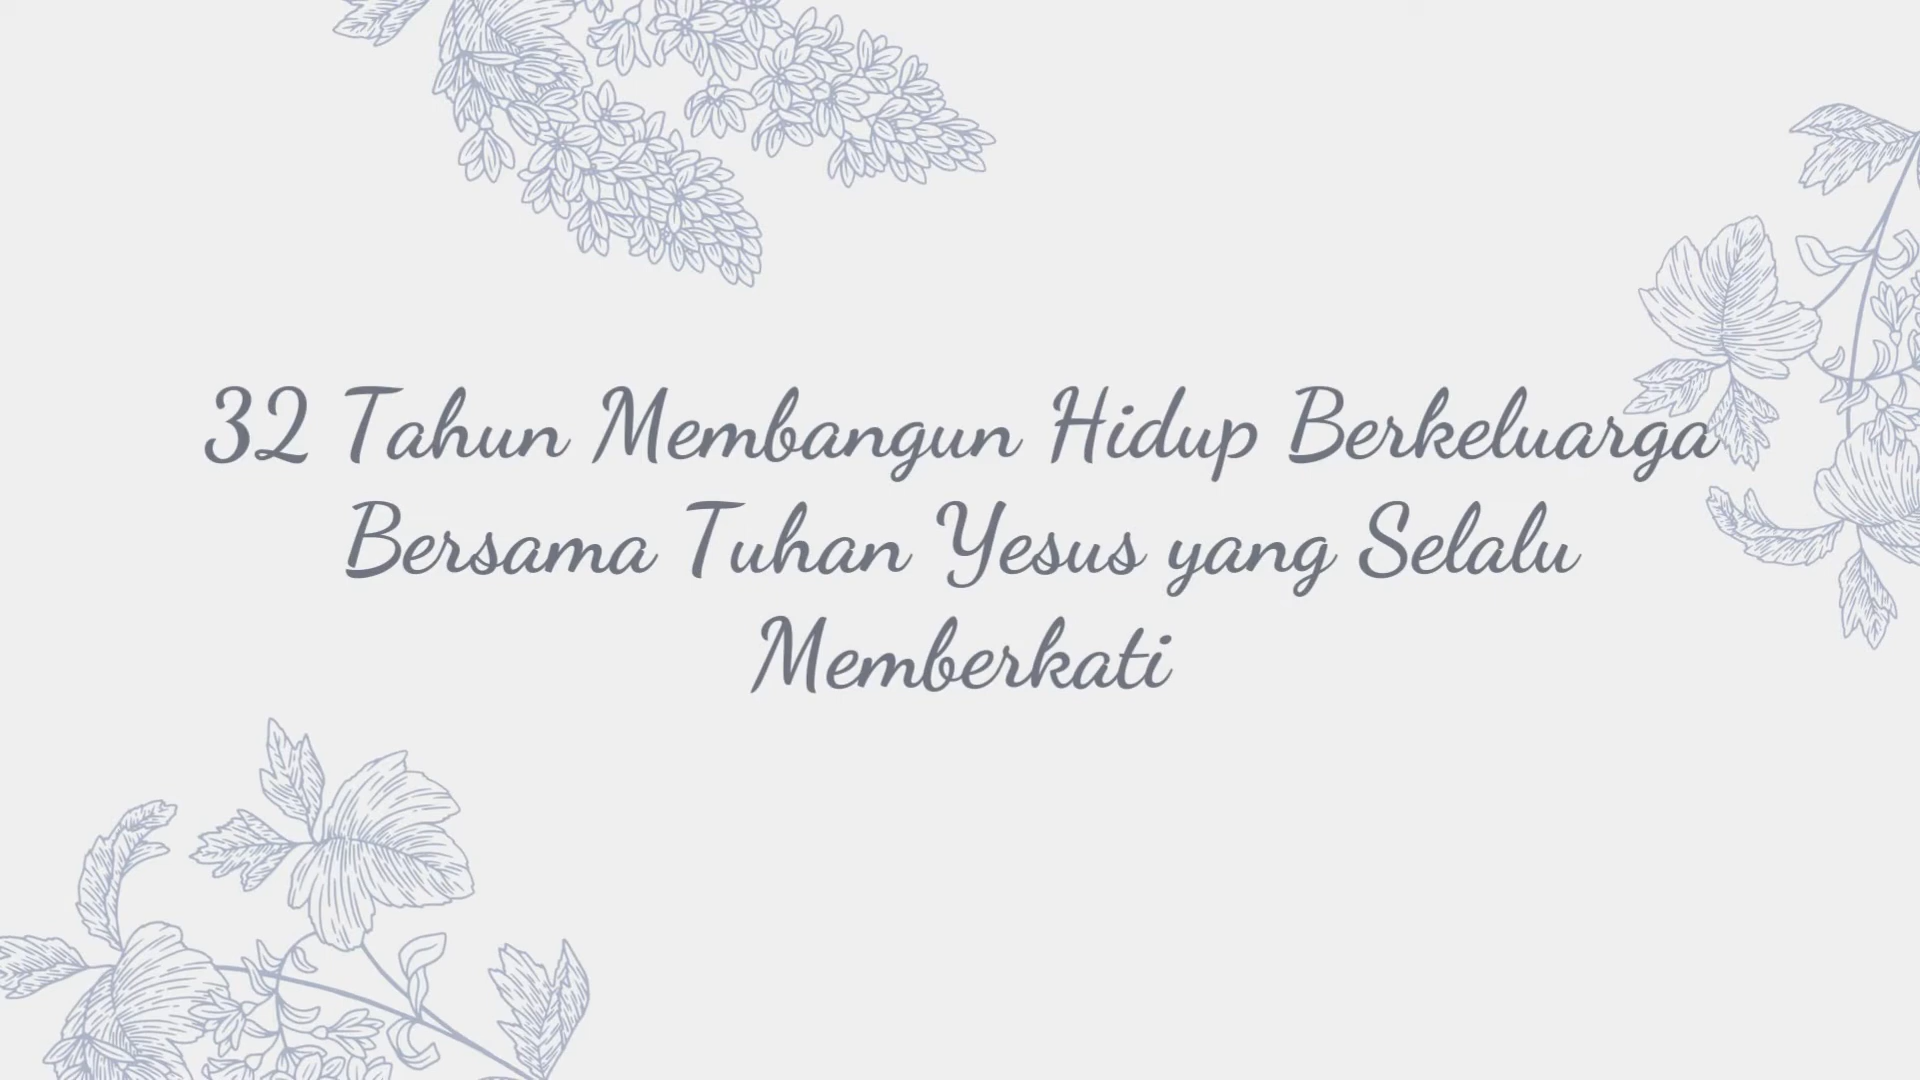 32 Tahun Membangun Hidup Berkeluarga
Bersama Tuhan Yesus yang Selalu
Memberkati